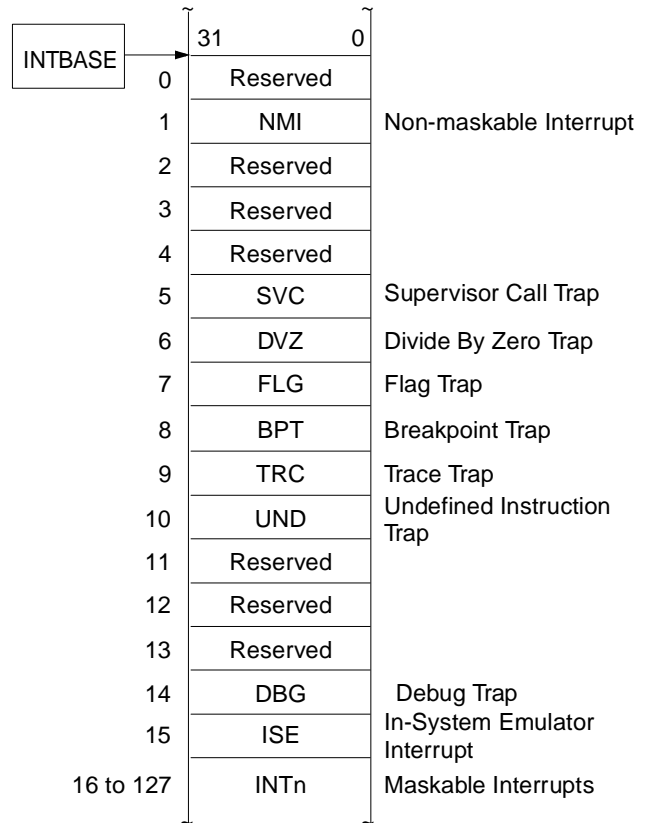 31 0
INTBASE
0 Reserved
1 NMI Non-maskable Interrupt
2 Reserved
3 Reserved
4 Reserved
5 SVC Supervisor Call Trap
6 DVZ Divide By Zero Trap
7 FLG Flag Trap
8 BPT Breakpoint Trap
9 TRC Trace Trap
10 UND Undefined Instruction
Trap
11 Reserved
12 Reserved
13 Reserved
14 DBG Debug Trap
15 ISE In-System Emulator
Interrupt
16 to 127 INTn Maskable Interrupts